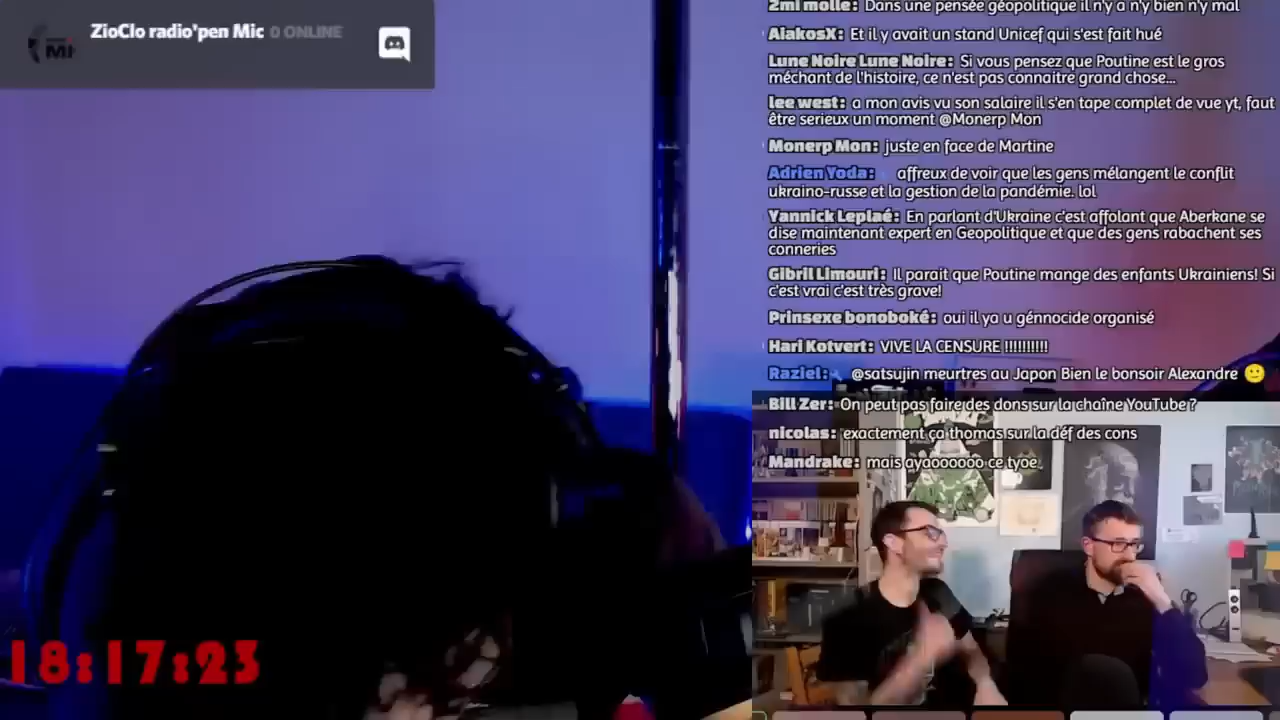 ZioClo radio'pen Mic 0 ONLINE
MI
2ml molle: Dans une pensée géopolitique il n'y a n'y bien n'y mal
AlakosX: Et il y avait un stand Unicef qui s'est fait hué
Lune Noire Lune Noire: Si vous pensez que Poutine est le gros
méchant de l'histoire, ce n'est pas connaitre grand chose...
lee west: a mon avis vu son salaire il s'en tape complet de vue yt, faut
être serieux un moment @Monerp Mon
Monerp Mon: juste en face de Martine
Adrien Yoda: affreux de voir que les gens mélangent le conflit
ukraino-russe et la gestion de la pandémie. lol
Yannick Leplaé: En parlant d'Ukraine c'est affolant que Aberkane se
dise maintenant expert en Geopolitique et que des gens rabachent ses
conneries
Gibril Limouri: Il parait que Poutine mange des enfants Ukrainiens! Si
c'est vrai c'est très grave!
Prinsexe bonoboké: oui il ya u génnocide organisé
Hari Kotvert: VIVE LA CENSURE !!!!!!!!!!
Raziel: @satsujin meurtres au Japon Bien le bonsoir Alexandre 🙂
Bill Zer: On peut pas faire des dons sur la chaîne YouTube ?
nicolas: exactement ça thomas sur la déf des cons
Mandrake: mais ayaoooooo ce tyoe
18:17:23